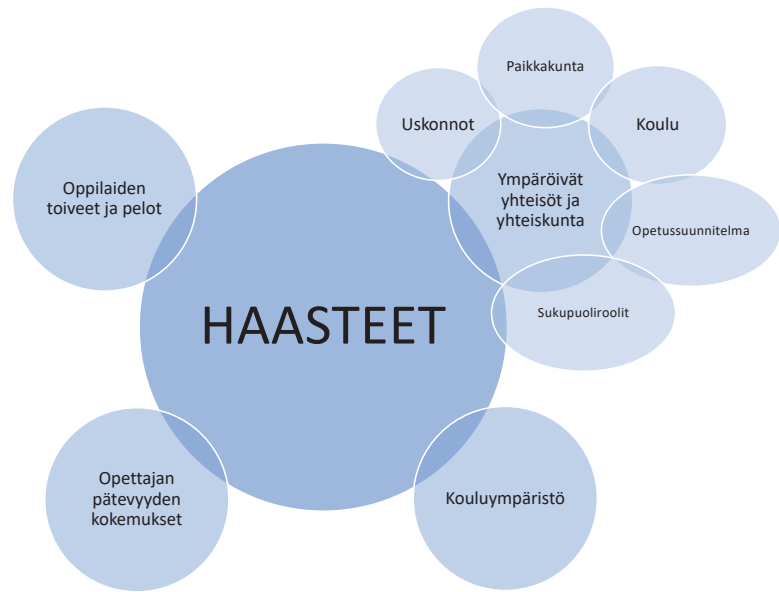 Paikkakunta
Uskonnot
Koulu
Ympäröivät
yhteisöt ja
yhteiskunta
Oppilaiden
toiveet ja pelot
Opetussuunnitelma
Sukupuoliroolit
HAASTEET
Opettajan
pätevyyden
kokemukset
Kouluympäristö